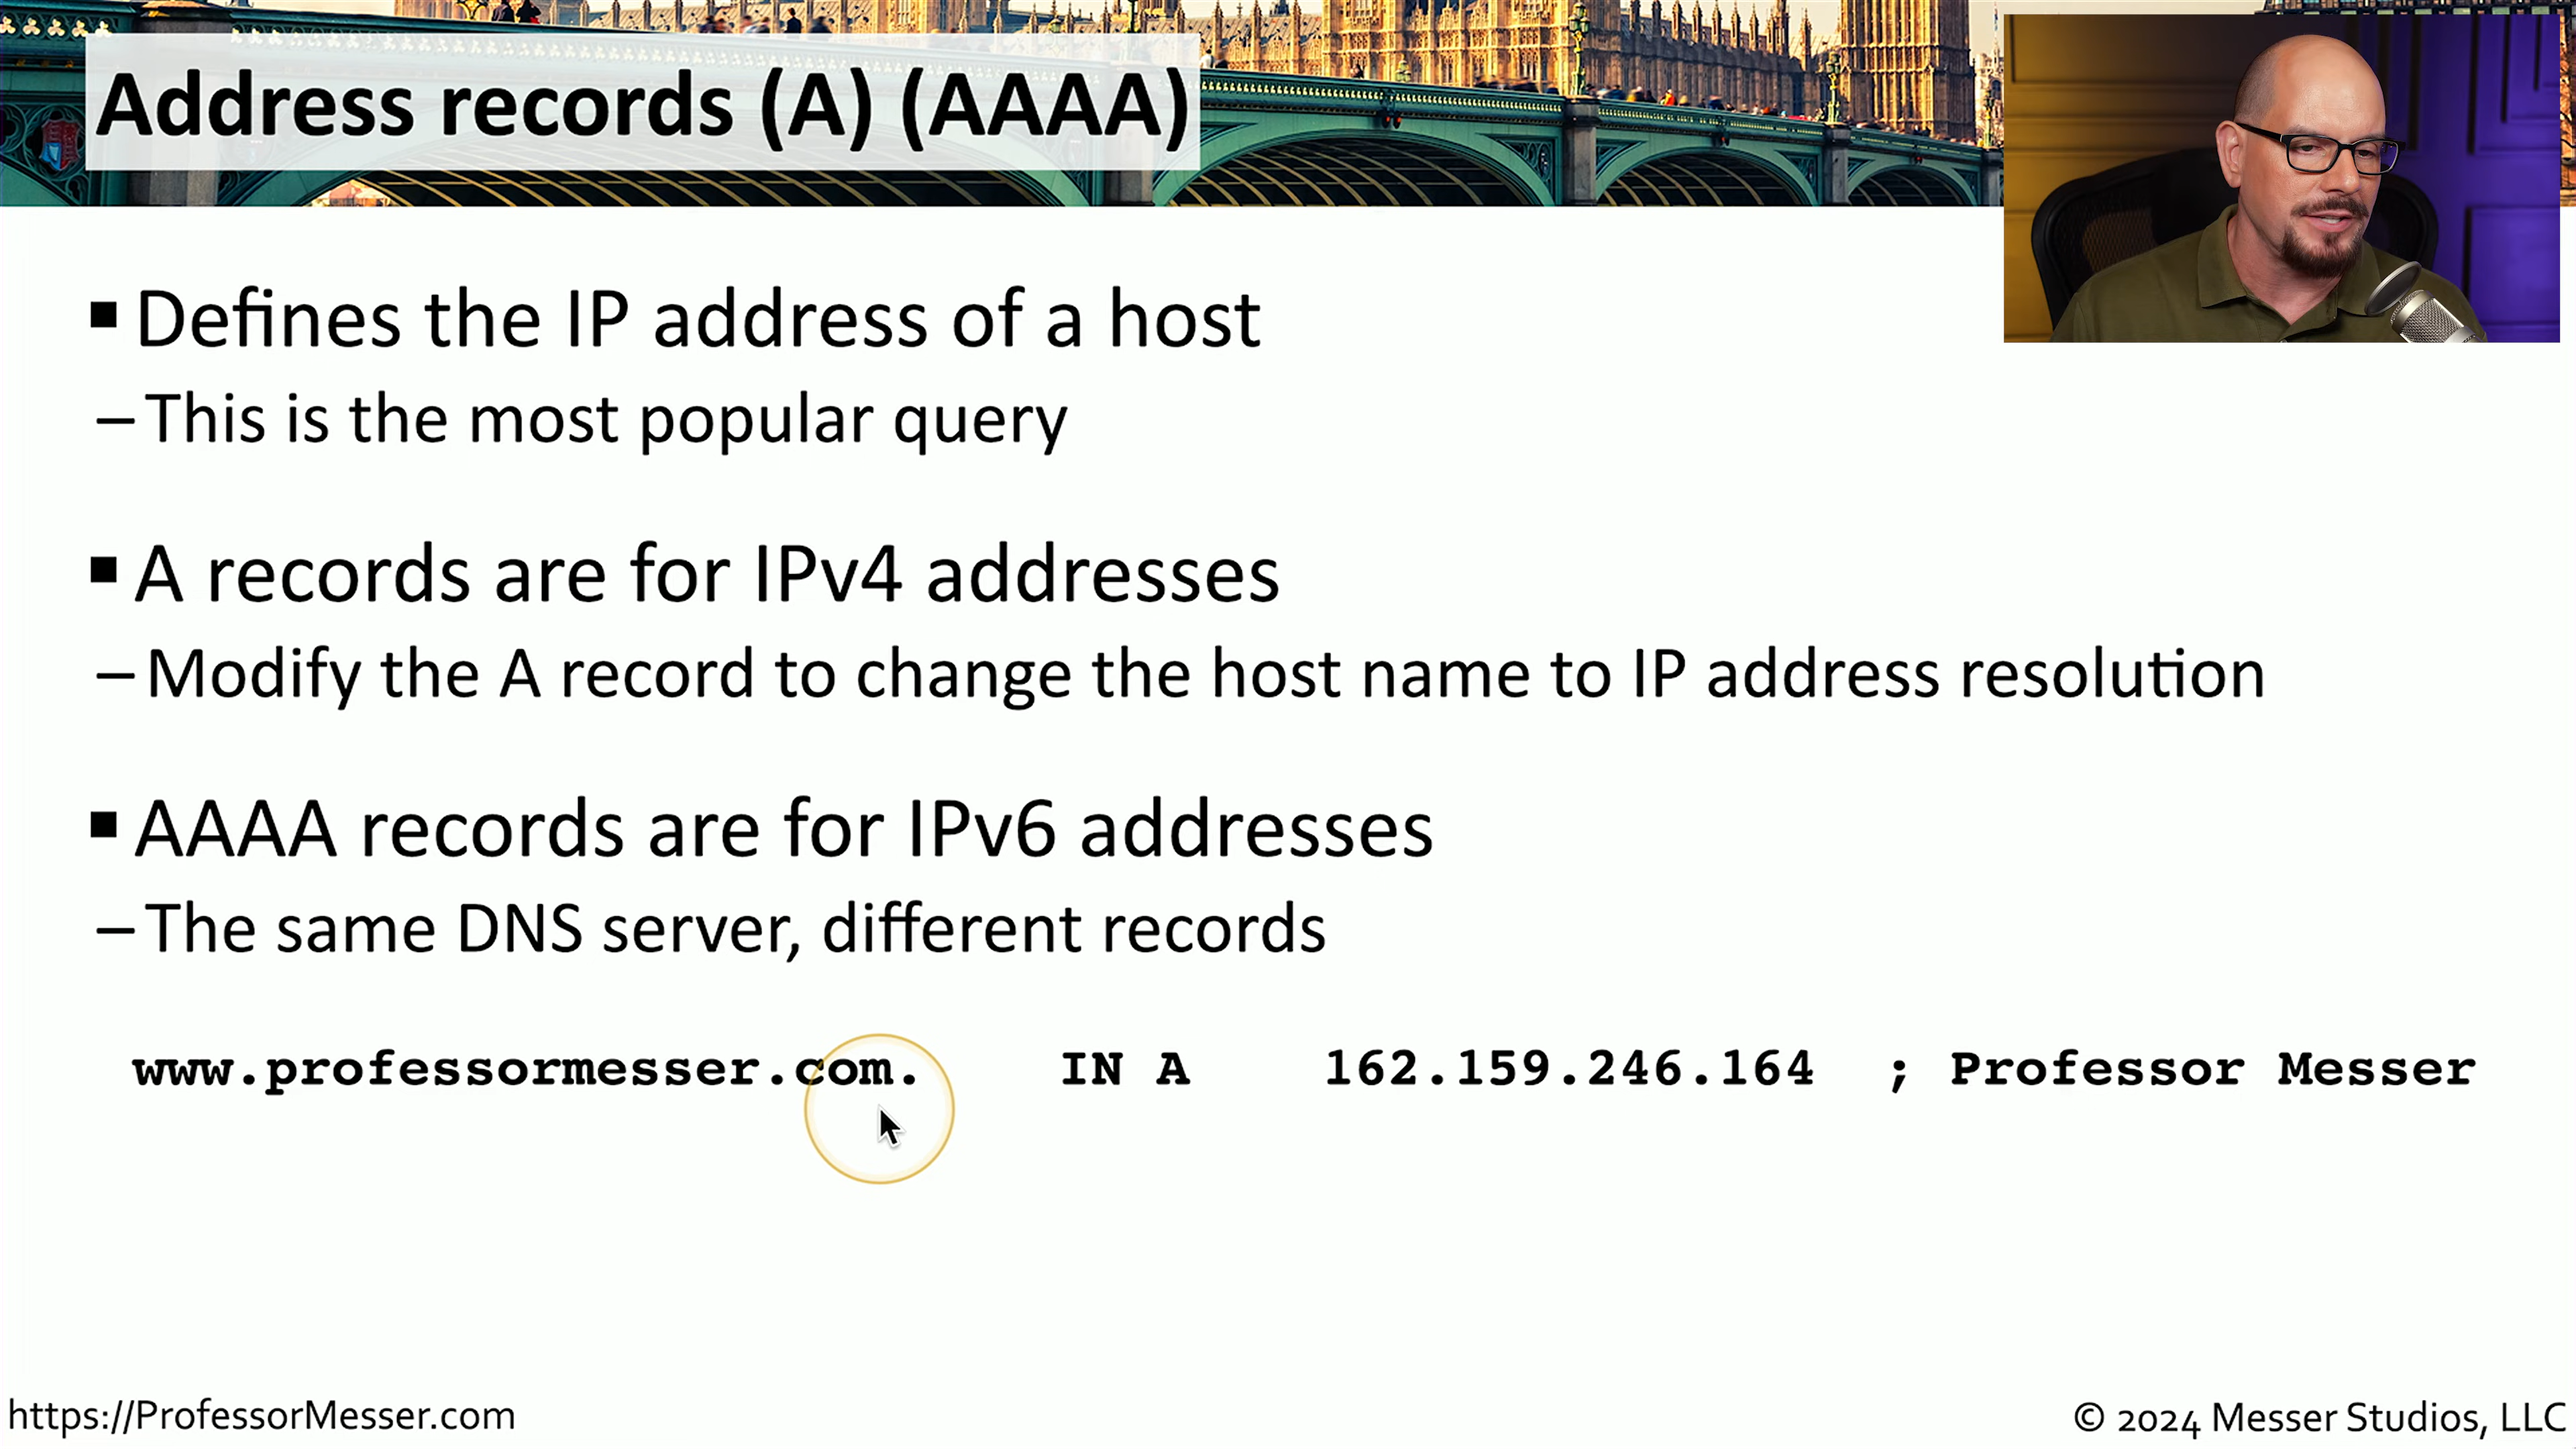 Address records (A) (AAAA)
▪ Defines the IP address of a host
– This is the most popular query
▪ A records are for IPv4 addresses
– Modify the A record to change the host name to IP address resolution
▪ AAAA records are for IPv6 addresses
– The same DNS server, different records
www.professormesser.com. IN A 162.159.246.164 ; Professor Messer
https://ProfessorMesser.com
© 2024 Messer Studios, LLC